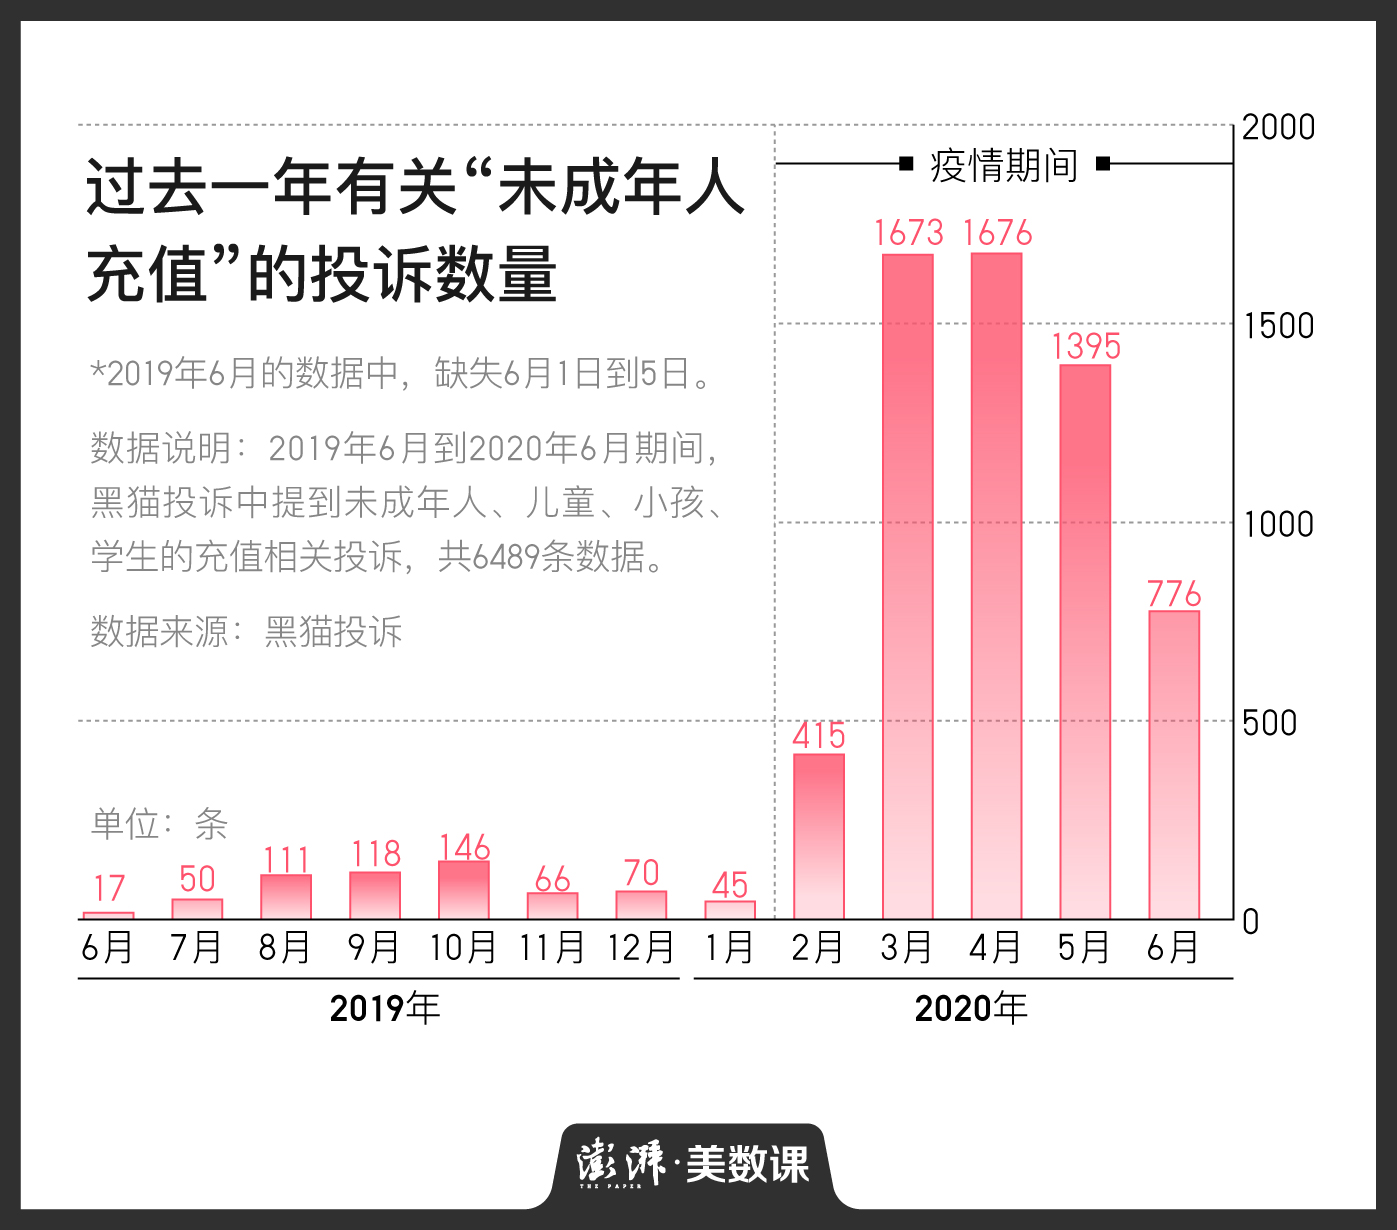 过去一年有关“未成年人
充值”的投诉数量
*2019年6月的数据中，缺失6月1日到5日。
数据说明：2019年6月到2020年6月期间，
黑猫投诉中提到未成年人、儿童、小孩、
学生的充值相关投诉，共6489条数据。
数据来源：黑猫投诉
单位：条
疫情期间
2000
1500
1000
500
0
17 50 111 118 146 66 70 45 415 1673 1676 1395 776
6月 7月 8月 9月 10月 11月 12月 1月 2月 3月 4月 5月 6月
2019年 2020年
澎湃·美数课
THE PAPER